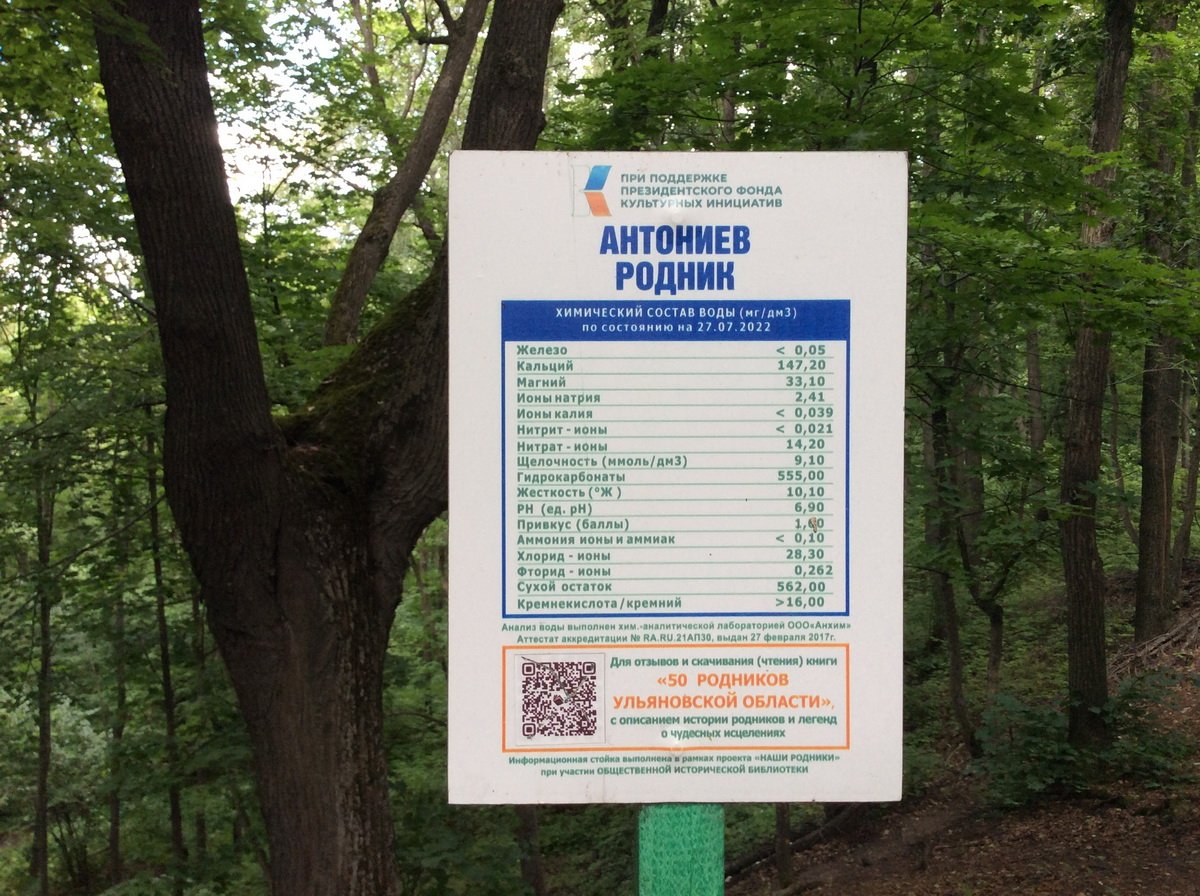 ПРИ ПОДДЕРЖКЕ
ПРЕЗИДЕНТСКОГО ФОНДА
КУЛЬТУРНЫХ ИНИЦИАТИВ
АНТОНИЕВ
РОДНИК
ХИМИЧЕСКИЙ СОСТАВ ВОДЫ (мг/дм3)
по состоянию на 27.07.2022
Железо < 0,05
Кальций 147,20
Магний 33,10
Ионы натрия 2,41
Ионы калия < 0,039
Нитрит - ионы < 0,021
Нитрат - ионы 14,20
Щелочность (ммоль/дм3) 9,10
Гидрокарбонаты 555,00
Жесткость (°Ж ) 10,10
РН (ед. рН) 6,90
Привкус (баллы) 1,00
Аммония ионы и аммиак < 0,10
Хлорид - ионы 28,30
Фторид - ионы 0,262
Сухой остаток 562,00
Кремнекислота/кремний >16,00
Анализ воды выполнен хим.-аналитической лабораторией ООО«Анхим»
Аттестат аккредитации № RA.RU.21АП30, выдан 27 февраля 2017г.
Для отзывов и скачивания (чтения) книги
«50 РОДНИКОВ
УЛЬЯНОВСКОЙ ОБЛАСТИ»,
с описанием истории родников и легенд
о чудесных исцелениях
Информационная стойка выполнена в рамках проекта «НАШИ РОДНИКИ»
при участии ОБЩЕСТВЕННОЙ ИСТОРИЧЕСКОЙ БИБЛИОТЕКИ